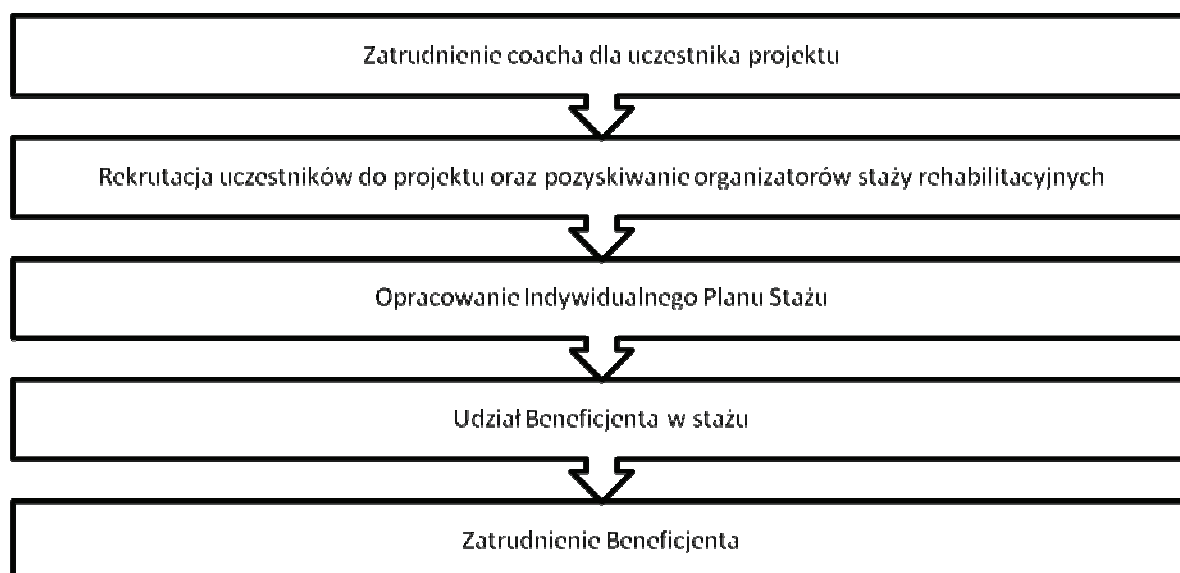 Zatrudnienie coacha dla uczestnika projektu
Rekrutacja uczestników do projektu oraz pozyskiwanie organizatorów staży rehabilitacyjnych
Opracowanie Indywidualnego Planu Stażu
Udział Beneficjenta w stażu
Zatrudnienie Beneficjenta